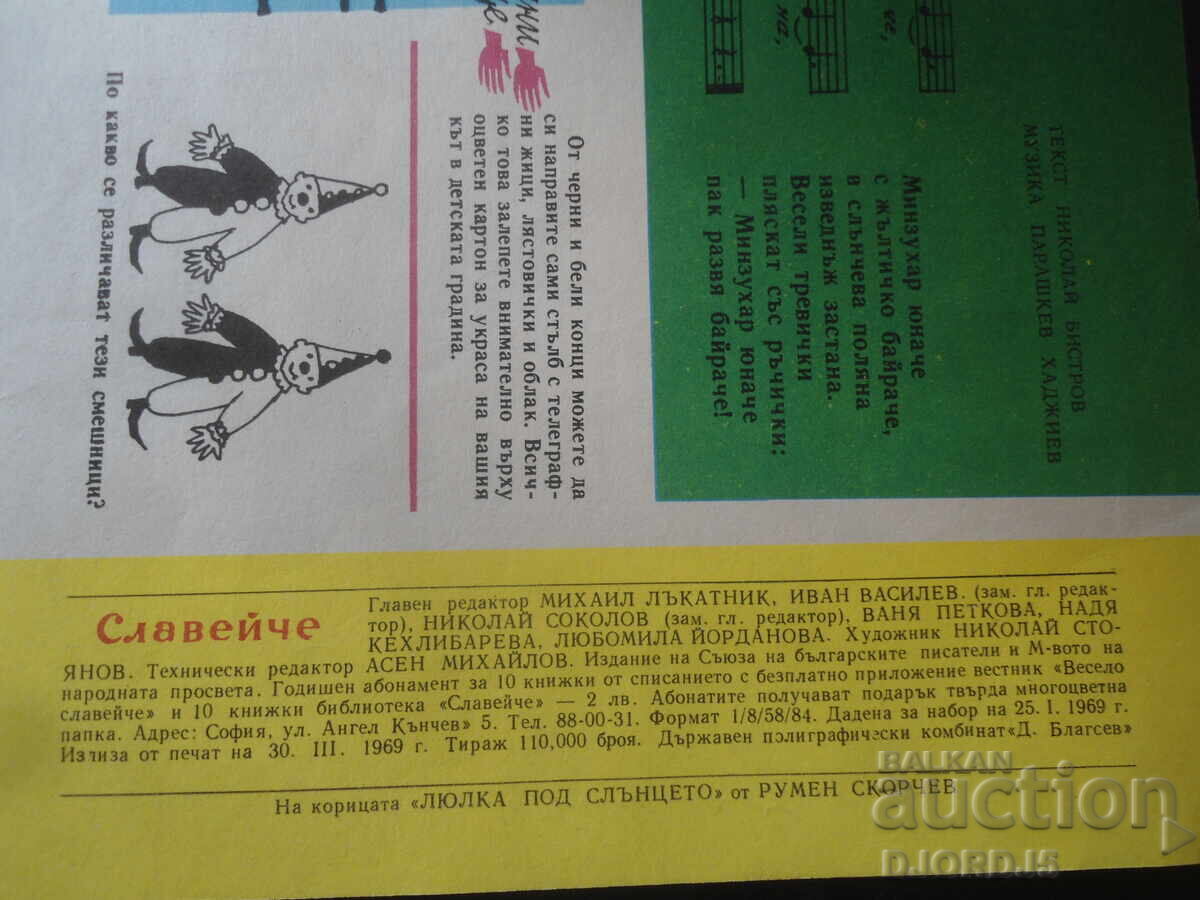 ТЕКСТ НИКОЛАЙ БИСТРОВ
МУЗИКА ПАРАШКЕВ ХАДЖИЕВ
че,
на,
Минзухар юначе
с жълтичко байраче,
в слънчева поляна
изведнъж застана.
Весели тревички
пляскат със ръчички:
— Минзухар юначе
пак развя байраче!
От черни и бели конци можете да
си направите сами стълб с телеграф-
ни жици, лястовички и облак. Всич-
ко това залепете внимателно върху
оцветен картон за украса на вашия
кът в детската градина.
По какво се различават тези смешници?
Славейче
Главен редактор МИХАИЛ ЛЪКАТНИК, ИВАН ВАСИЛЕВ. (зам. гл. редак-
тор), НИКОЛАЙ СОКОЛОВ (зам. гл. редактор), ВАНЯ ПЕТКОВА, НАДЯ
КЕХЛИБАРЕВА, ЛЮБОМИЛА ЙОРДАНОВА. Художник НИКОЛАЙ СТО-
ЯНОВ. Технически редактор АСЕН МИХАЙЛОВ. Издание на Съюза на българските писатели и М-вото на
народната просвета. Годишен абонамент за 10 книжки от списанието с безплатно приложение вестник «Весело
славейче» и 10 книжки библиотека «Славейче» — 2 лв. Абонатите получават подарък твърда многоцветна
папка. Адрес: София, ул. Ангел Кънчев» 5. Тел. 88-00-31. Формат 1/8/58/84. Дадена за набор на 25. I. 1969 г.
Излиза от печат на 30. III. 1969 г. Тираж 110,000 броя. Държавен полиграфически комбинат«Д. Благоев»
На корицата «ЛЮЛКА ПОД СЛЪНЦЕТО» от РУМЕН СКОРЧЕВ
BALKAN
auction
DJORDJ5